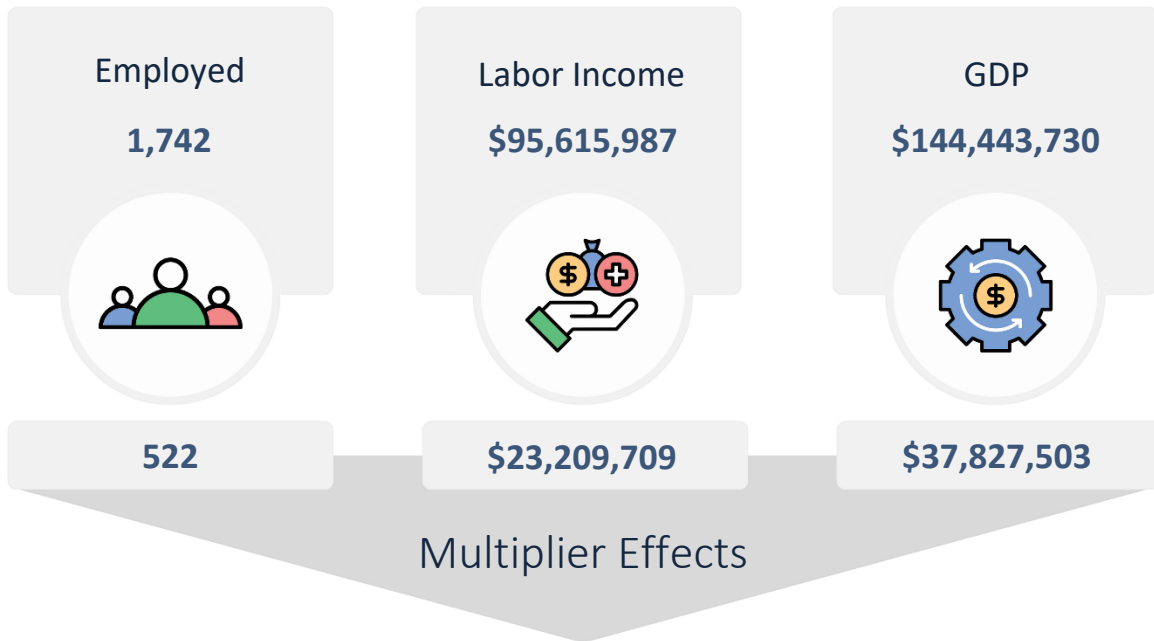 Employed
1,742
Labor Income
$95,615,987
GDP
$144,443,730
$
$
522
$23,209,709
$37,827,503
Multiplier Effects